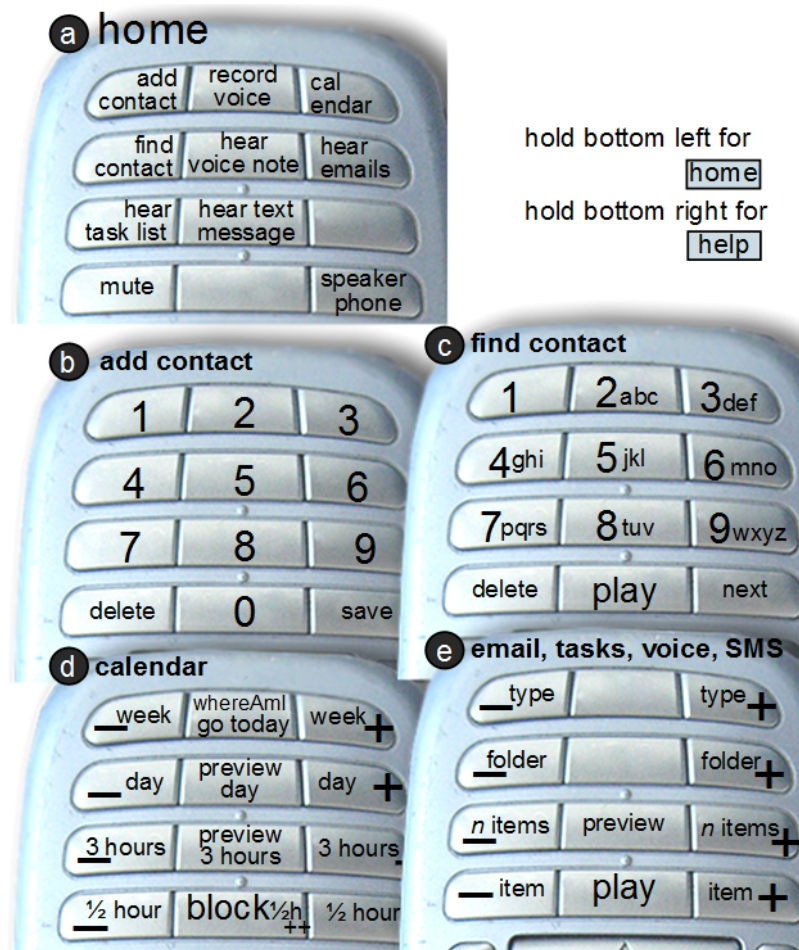 a home
add contact
record voice
cal endar
find contact
hear voice note
hear emails
hear task list
hear text message
mute
speaker phone
hold bottom left for
home
hold bottom right for
help
b add contact
1 2 3
4 5 6
7 8 9
delete 0 save
c find contact
1 2abc 3def
4ghi 5jkl 6mno
7pqrs 8tuv 9wxyz
delete play next
d calendar
–week
whereAmI
go today
week+
–day
preview day
day +
–3 hours
preview 3 hours
3 hours
–½ hour
block½h++
½ hour
e email, tasks, voice, SMS
–type type+
–folder folder+
–n items preview n items+
–item play item+